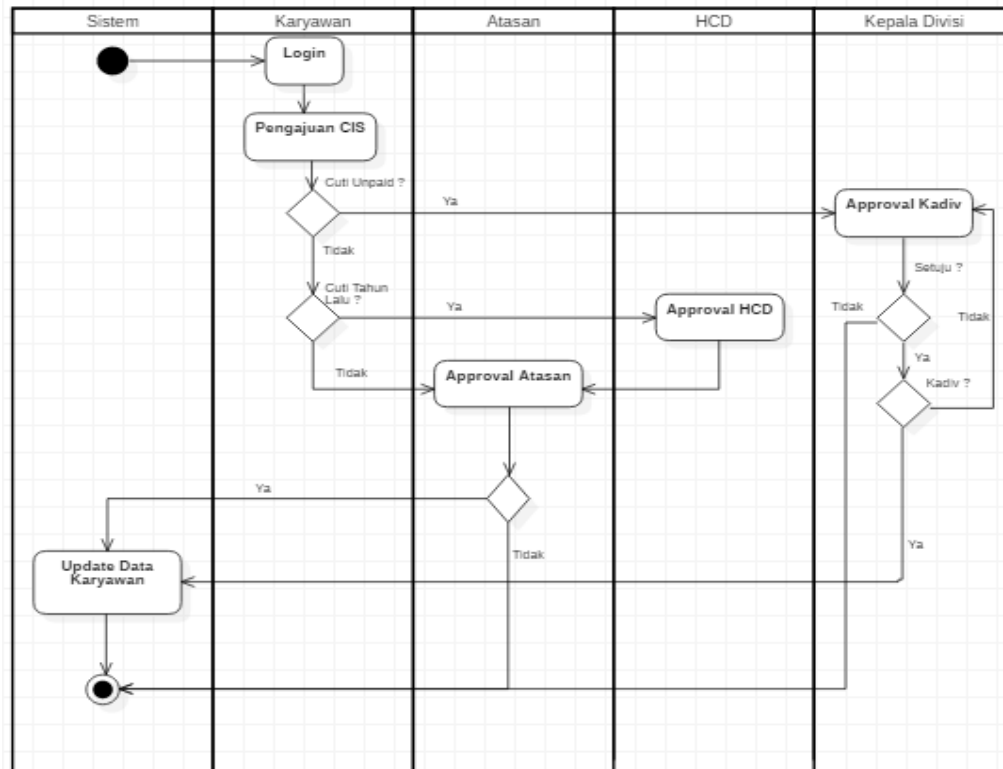 Sistem
Karyawan
Atasan
HCD
Kepala Divisi
Login
Pengajuan CIS
Cuti Unpaid ?
Ya
Approval Kadiv
Tidak
Setuju ?
Cuti Tahun
Lalu ?
Ya
Approval HCD
Tidak
Tidak
Ya
Tidak
Approval Atasan
Kadiv ?
Ya
Tidak
Ya
Update Data
Karyawan